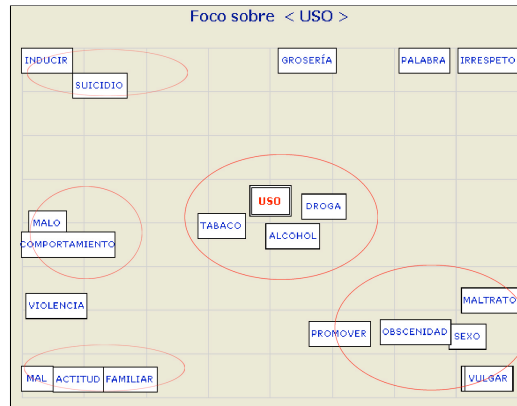 Foco sobre < USO >
INDUCIR
GROSERÍA
PALABRA
IRRESPETO
SUICIDIO
USO
DROGA
TABACO
ALCOHOL
MALO
COMPORTAMIENTO
VIOLENCIA
MALTRATO
PROMOVER
OBSCENIDAD
SEXO
MAL
ACTITUD
FAMILIAR
VULGAR